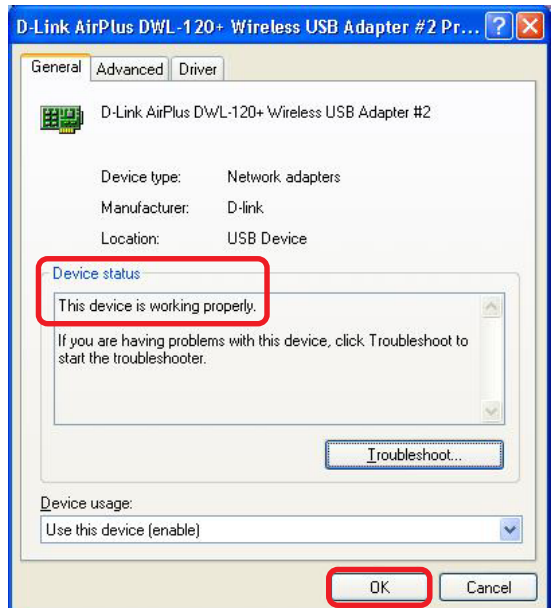 D-Link AirPlus DWL-120+ Wireless USB Adapter #2 Pr...
General Advanced Driver
D-Link AirPlus DWL-120+ Wireless USB Adapter #2
Device type: Network adapters
Manufacturer: D-link
Location: USB Device
Device status
This device is working properly.
If you are having problems with this device, click Troubleshoot to
start the troubleshooter.
Troubleshoot...
Device usage:
Use this device (enable)
OK Cancel